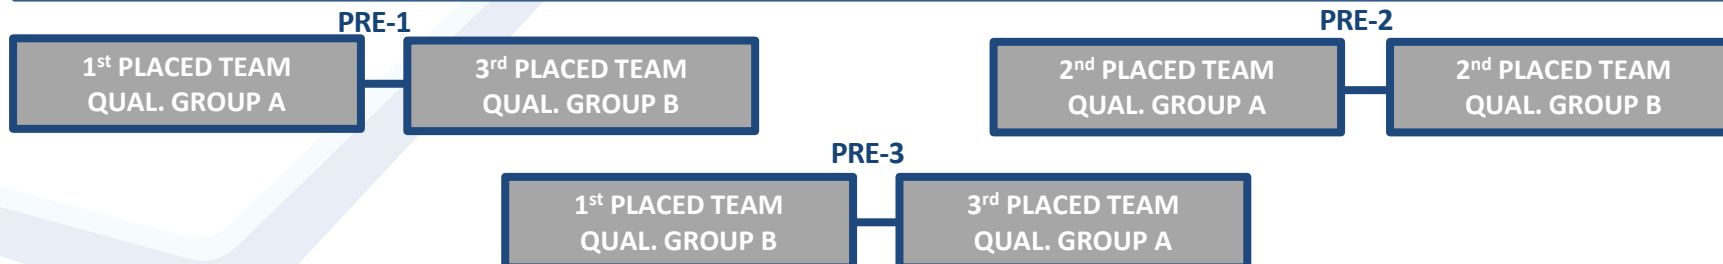 PRE-1
1st PLACED TEAM
QUAL. GROUP A
3rd PLACED TEAM
QUAL. GROUP B
PRE-2
2nd PLACED TEAM
QUAL. GROUP A
2nd PLACED TEAM
QUAL. GROUP B
PRE-3
1st PLACED TEAM
QUAL. GROUP B
3rd PLACED TEAM
QUAL. GROUP A